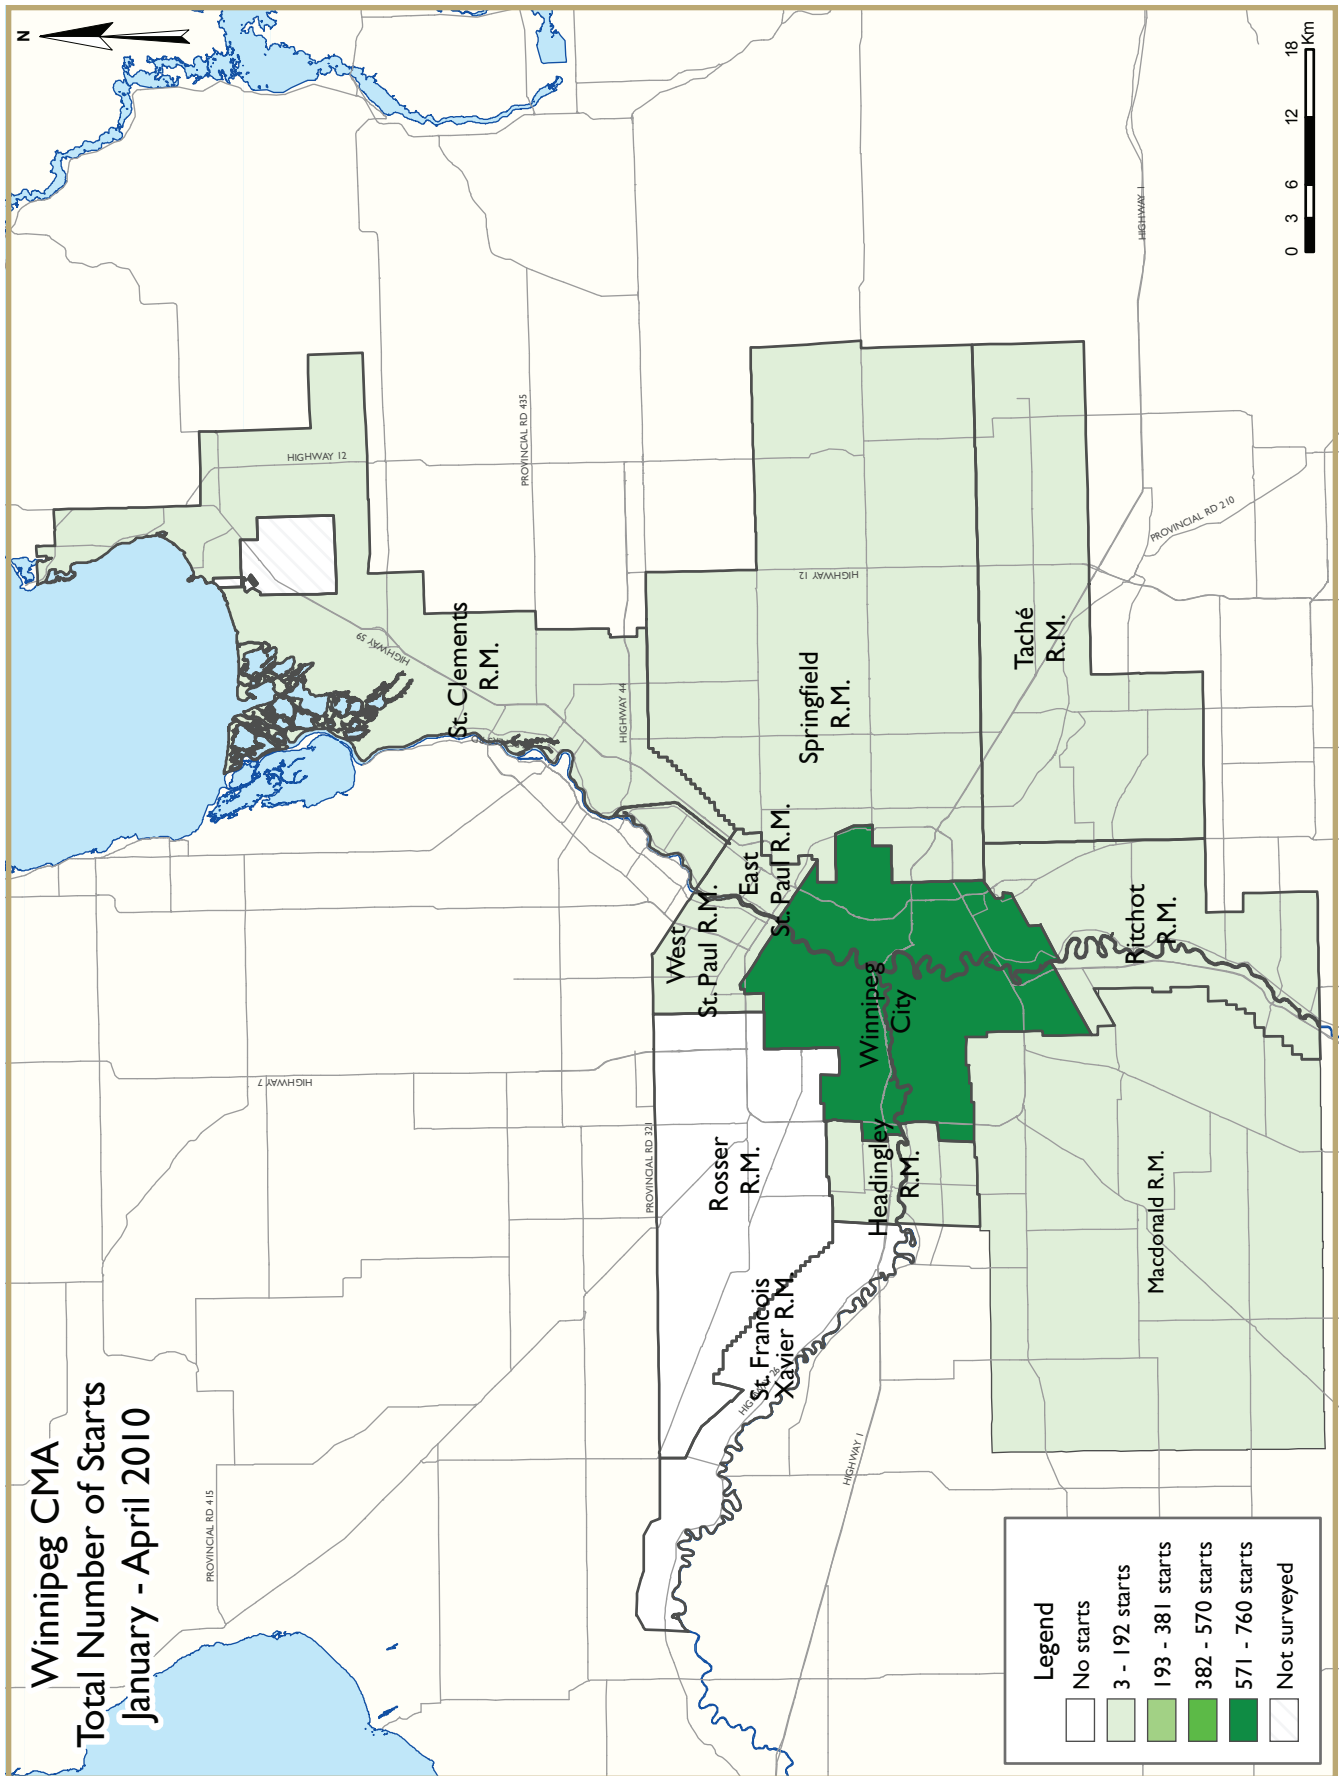 Winnipeg CMA
Total Number of Starts
January - April 2010
N
PROVINCIAL RD 415
HIGHWAY 7
HIGHWAY 12
PROVINCIAL RD 435
HIGHWAY 59
St. Clements
R.M.
HIGHWAY 44
PROVINCIAL RD 321
West
St. Paul R.M.
East
St. Paul R.M.
Rosser
R.M.
St. Francois
Xavier R.M.
Springfield
R.M.
HIGHWAY 12
Winnipeg
City
Headingley
R.M.
HIGHWAY 1
Taché
R.M.
HIGHWAY 1
PROVINCIAL RD 210
Ritchot
R.M.
Macdonald R.M.
Legend
No starts
3 - 192 starts
193 - 381 starts
382 - 570 starts
571 - 760 starts
Not surveyed
0 3 6 12 18
Km